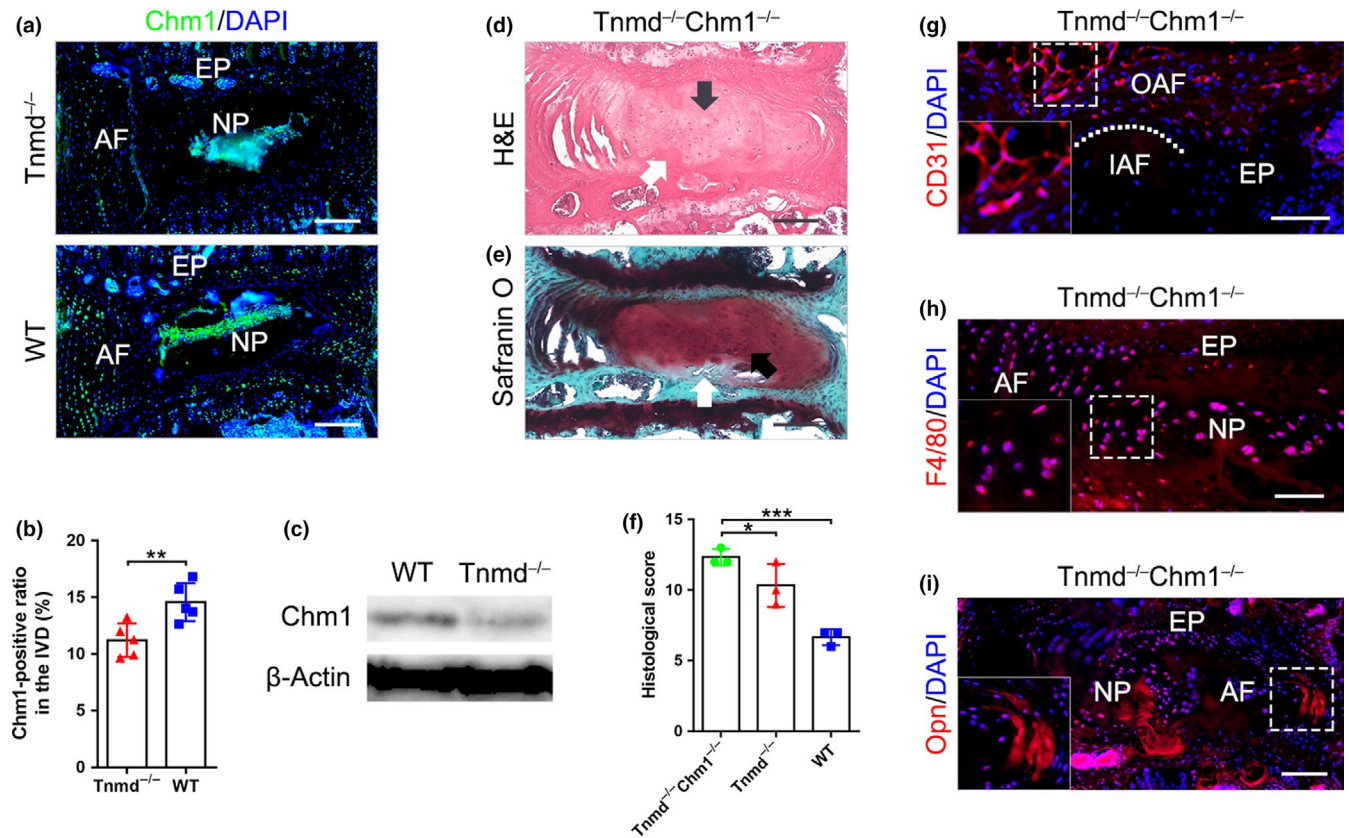 (a)
Chm1/DAPI
Tnmd−/−
EP
NP
AF
WT
EP
AF
NP
(b)
Chm1-positive ratio
in the IVD (%)
20
15
10
5
0
**
Tnmd−/−
WT
(c)
WT Tnmd−/−
Chm1
β-Actin
(d)
Tnmd−/−Chm1−/−
H&E
(e)
Safranin O
(f)
Histological score
15
10
5
0
***
*
Tnmd−/−Chm1−/−
Tnmd−/−
WT
(g)
Tnmd−/−Chm1−/−
CD31/DAPI
OAF
IAF
EP
(h)
Tnmd−/−Chm1−/−
F4/80/DAPI
EP
AF
NP
(i)
Tnmd−/−Chm1−/−
Opn/DAPI
EP
NP
AF